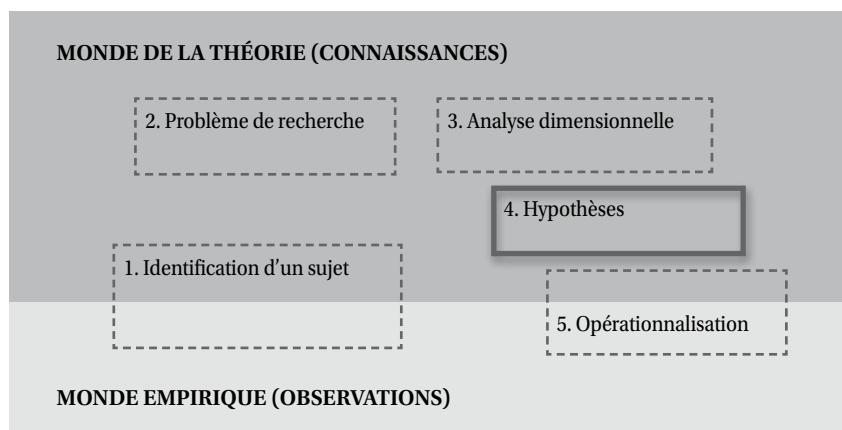 MONDE DE LA THÉORIE (CONNAISSANCES)
2. Problème de recherche
3. Analyse dimensionnelle
4. Hypothèses
1. Identification d’un sujet
5. Opérationnalisation
MONDE EMPIRIQUE (OBSERVATIONS)